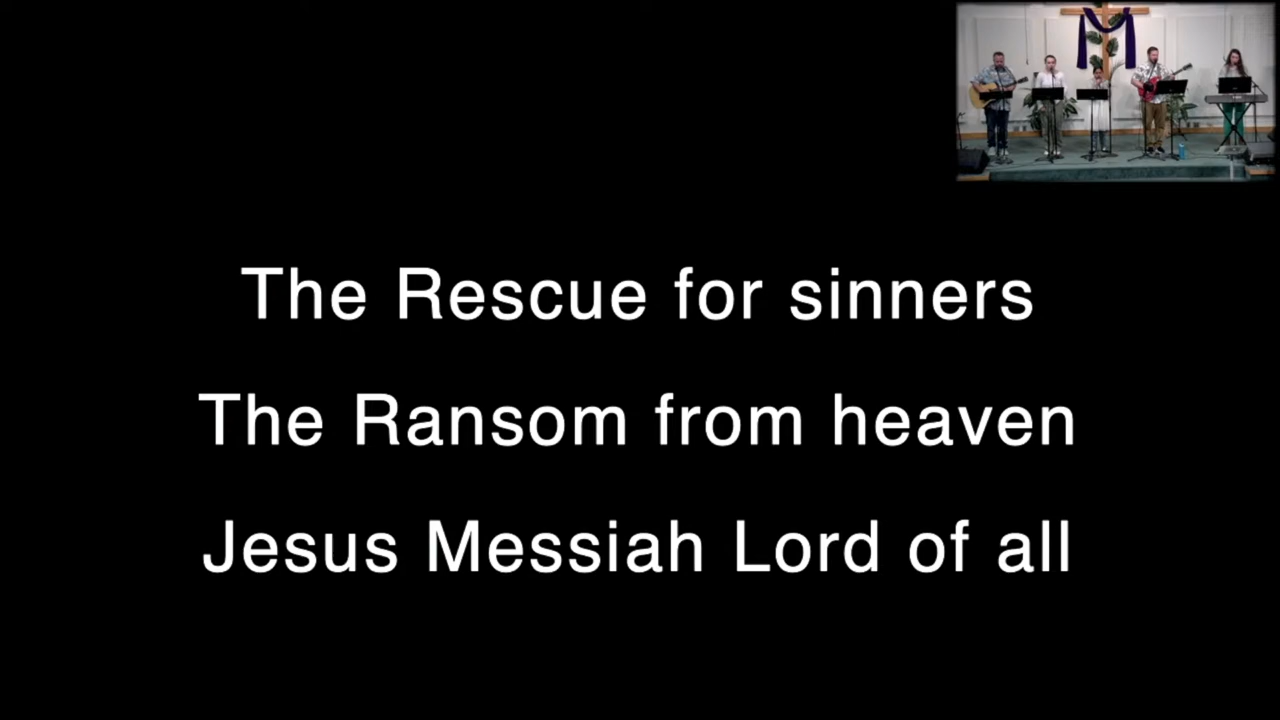 The Rescue for sinners
The Ransom from heaven
Jesus Messiah Lord of all